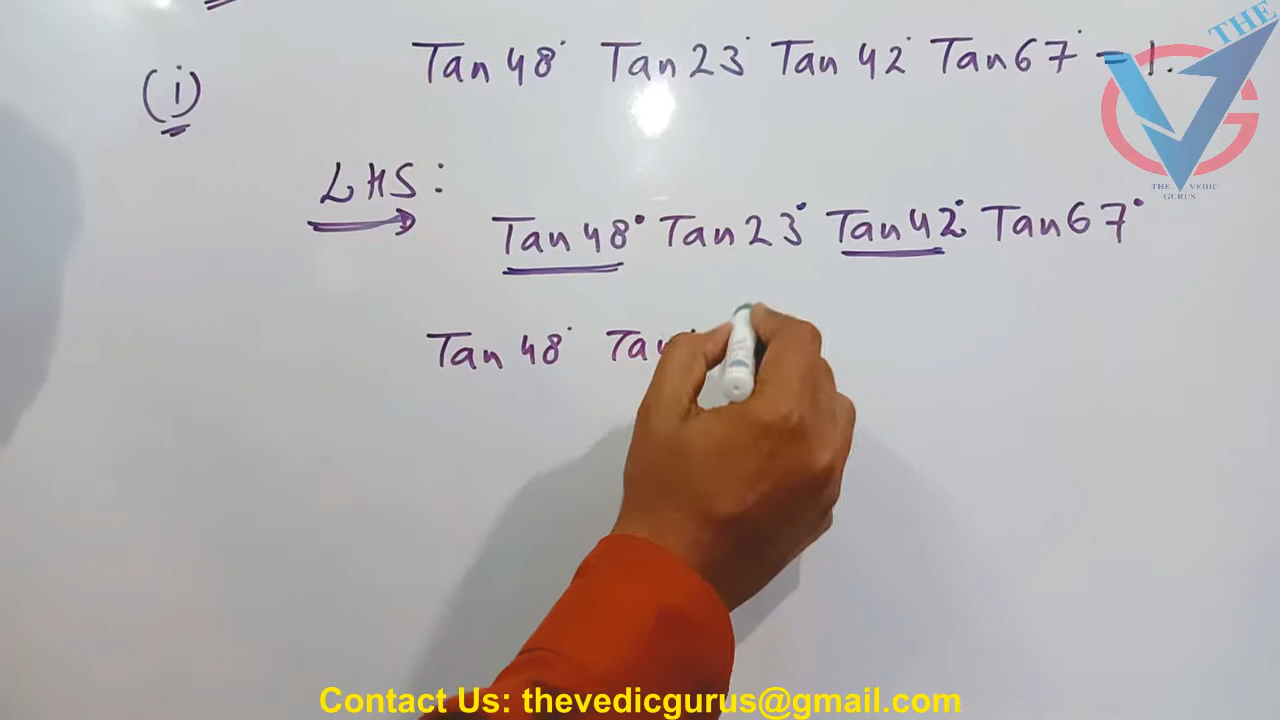 (i) Tan 48° Tan 23° Tan 42° Tan 67° = 1.
THE
THE VEDIC
GURUS
LHS:
Tan 48° Tan 23° Tan 42° Tan 67°
Tan 48° Tan
Contact Us: thevedicgurus@gmail.com